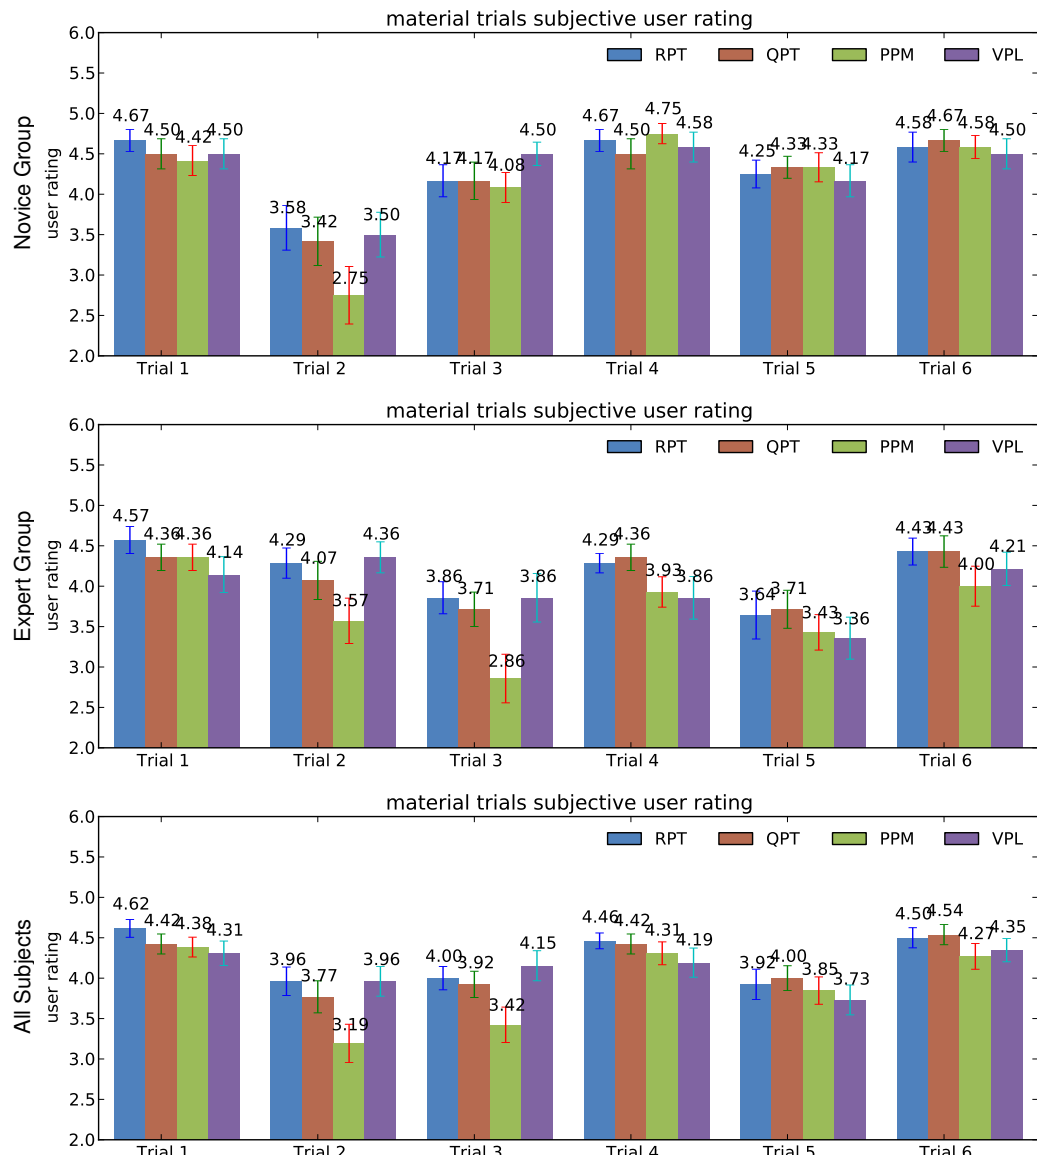 material trials subjective user rating
6.0
5.5
5.0
4.5
4.0
3.5
3.0
2.5
2.0
Novice Group
user rating
RPT QPT PPM VPL
4.67 4.50 4.42 4.50
3.58 3.42 2.75 3.50
4.17 4.17 4.08 4.50
4.67 4.50 4.75 4.58
4.25 4.33 4.33 4.17
4.58 4.67 4.58 4.50
Trial 1 Trial 2 Trial 3 Trial 4 Trial 5 Trial 6
material trials subjective user rating
6.0
5.5
5.0
4.5
4.0
3.5
3.0
2.5
2.0
Expert Group
user rating
RPT QPT PPM VPL
4.57 4.36 4.36 4.14
4.29 4.07 3.57 4.36
3.86 3.71 2.86 3.86
4.29 4.36 3.93 3.86
3.64 3.71 3.43 3.36
4.43 4.43 4.00 4.21
Trial 1 Trial 2 Trial 3 Trial 4 Trial 5 Trial 6
material trials subjective user rating
6.0
5.5
5.0
4.5
4.0
3.5
3.0
2.5
2.0
All Subjects
user rating
RPT QPT PPM VPL
4.62 4.42 4.38 4.31
3.96 3.77 3.19 3.96
4.00 3.92 3.42 4.15
4.46 4.42 4.31 4.19
3.92 4.00 3.85 3.73
4.50 4.54 4.27 4.35
Trial 1 Trial 2 Trial 3 Trial 4 Trial 5 Trial 6